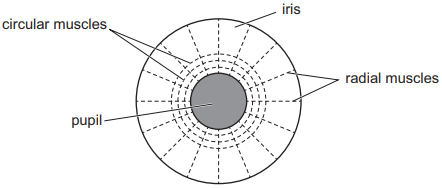 iris
circular muscles
radial muscles
pupil